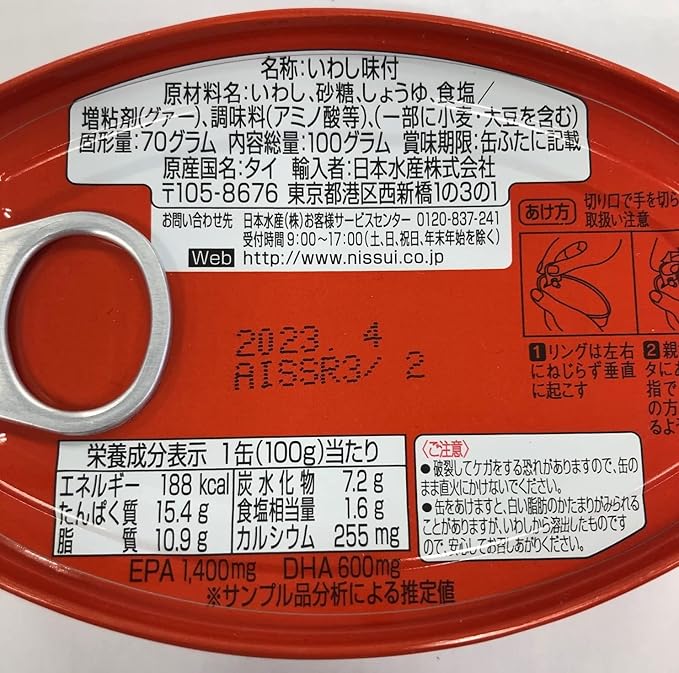 名称:いわし味付
原材料名:いわし、砂糖、しょうゆ、食塩/
増粘剤(グァー)、調味料(アミノ酸等)、(一部に小麦・大豆を含む)
固形量:70グラム 内容総量:100グラム 賞味期限:缶ふたに記載
原産国名:タイ 輸入者:日本水産株式会社
〒105-8676 東京都港区西新橋1の3の1
お問い合わせ先 日本水産(株)お客様サービスセンター 0120-837-241
受付時間 9:00〜17:00(土、日、祝日、年末年始を除く)
Web http://www.nissui.co.jp
あけ方
切り口で手を切ら
取扱い注意
1 リングは左右
にねじらず垂直
に起こす
2 親
タに
指で
の方
るよ
2023. 4
AISSR3/ 2
栄養成分表示 1缶(100g)当たり
エネルギー 188 kcal 炭水化物 7.2 g
たんぱく質 15.4 g 食塩相当量 1.6 g
脂質 10.9 g カルシウム 255 mg
EPA 1,400mg DHA 600mg
※サンプル品分析による推定値
〈ご注意〉
●破裂してケガをする恐れがありますので、缶の
まま直火にかけないでください。
●缶をあけますと、白い脂肪のかたまりがみられる
ことがありますが、いわしから溶出したものです
ので、安心してお召しあがりください。